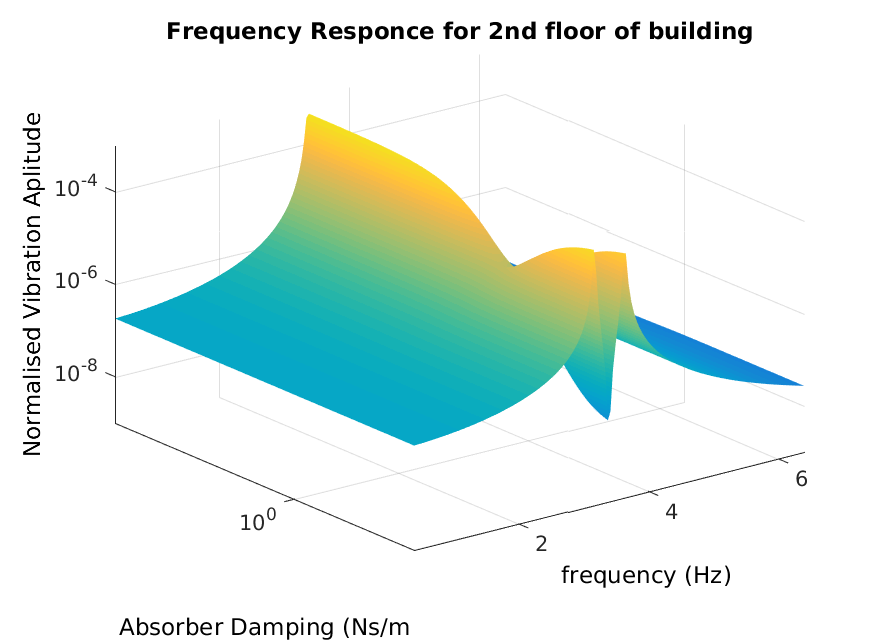 Frequency Responce for 2nd floor of building
Normalised Vibration Aplitude
10^-4
10^-6
10^-8
10^0
2
4
6
frequency (Hz)
Absorber Damping (Ns/m